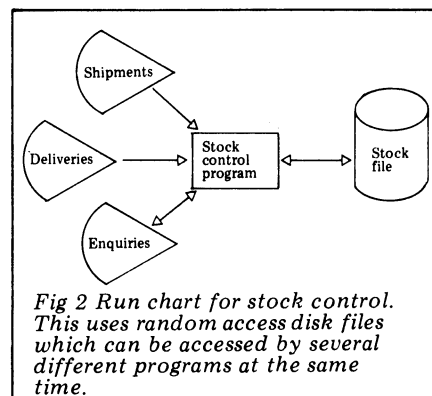 Shipments
Deliveries
Enquiries
Stock
control
program
Stock
file
Fig 2 Run chart for stock control.
This uses random access disk files
which can be accessed by several
different programs at the same
time.